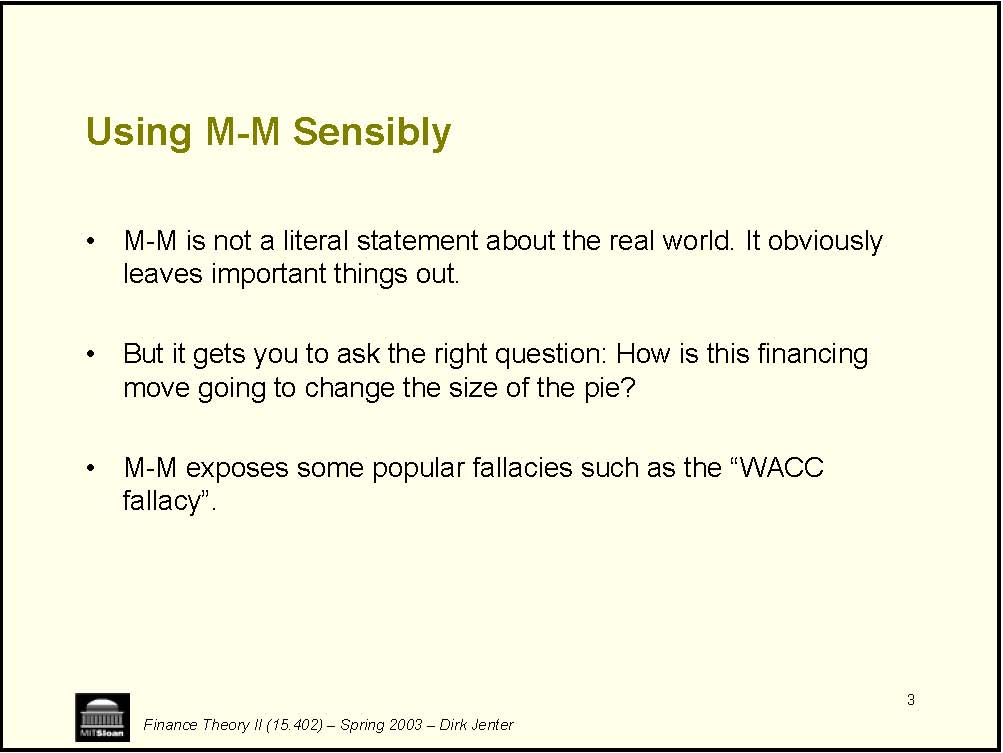 Using M-M Sensibly
• M-M is not a literal statement about the real world. It obviously
leaves important things out.
• But it gets you to ask the right question: How is this financing
move going to change the size of the pie?
• M-M exposes some popular fallacies such as the “WACC
fallacy”.
3
MITSloan
Finance Theory II (15.402) – Spring 2003 – Dirk Jenter